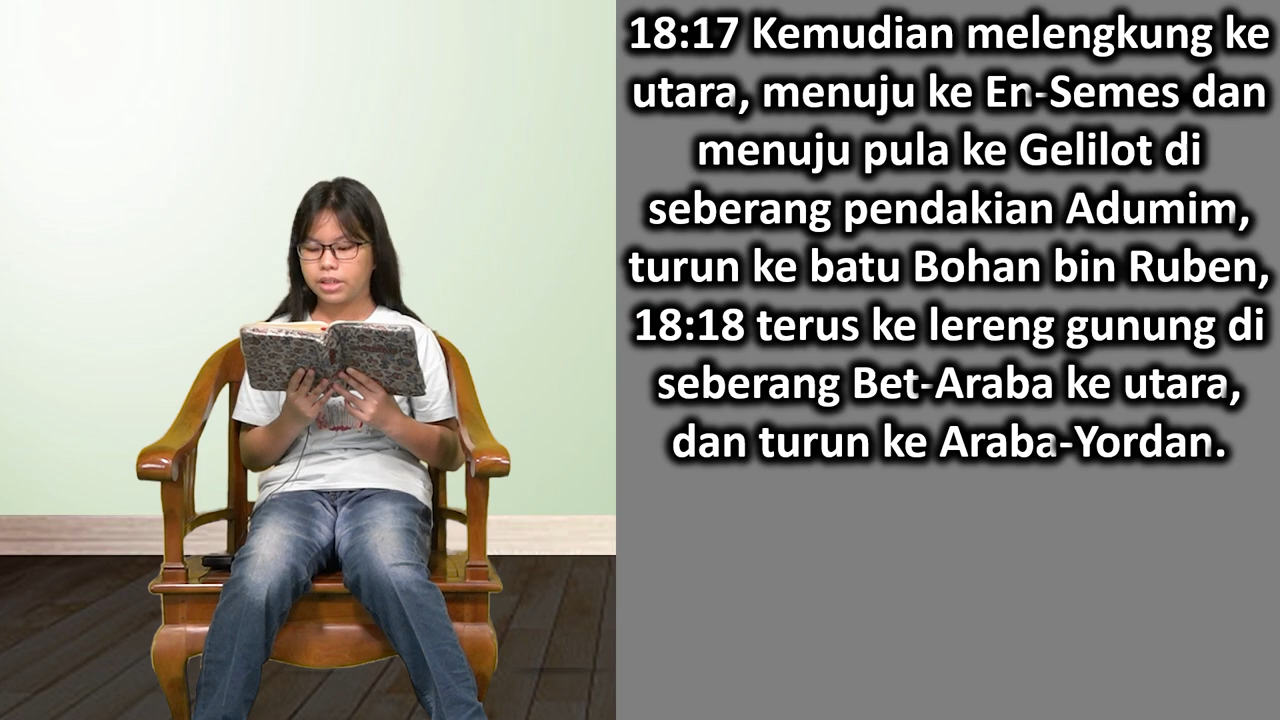 18:17 Kemudian melengkung ke
utara, menuju ke En-Semes dan
menuju pula ke Gelilot di
seberang pendakian Adumim,
turun ke batu Bohan bin Ruben,
18:18 terus ke lereng gunung di
seberang Bet-Araba ke utara,
dan turun ke Araba-Yordan.